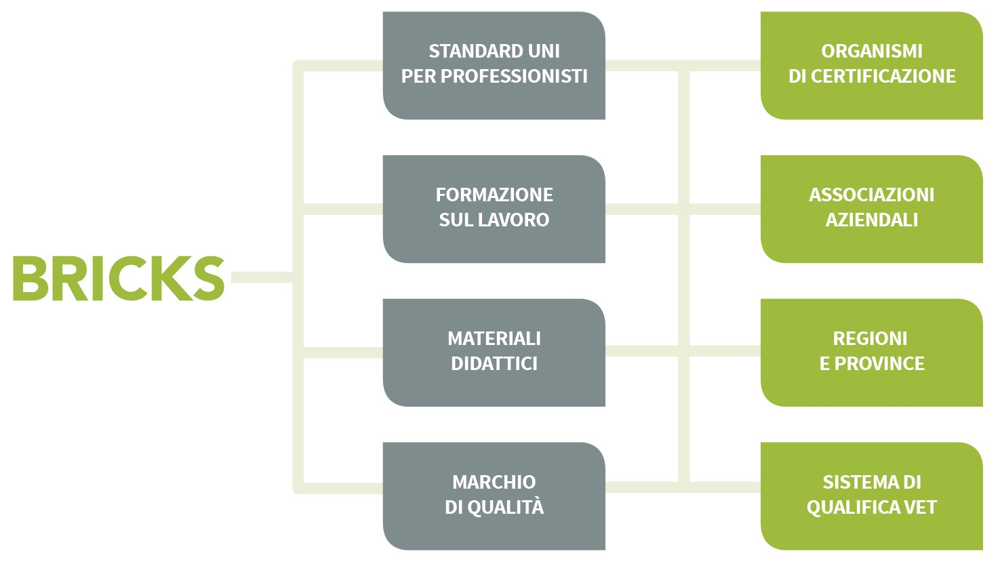 STANDARD UNI
PER PROFESSIONISTI
ORGANISMI
DI CERTIFICAZIONE
FORMAZIONE
SUL LAVORO
ASSOCIAZIONI
AZIENDALI
BRICKS
MATERIALI
DIDATTICI
REGIONI
E PROVINCE
MARCHIO
DI QUALITÀ
SISTEMA DI
QUALIFICA VET